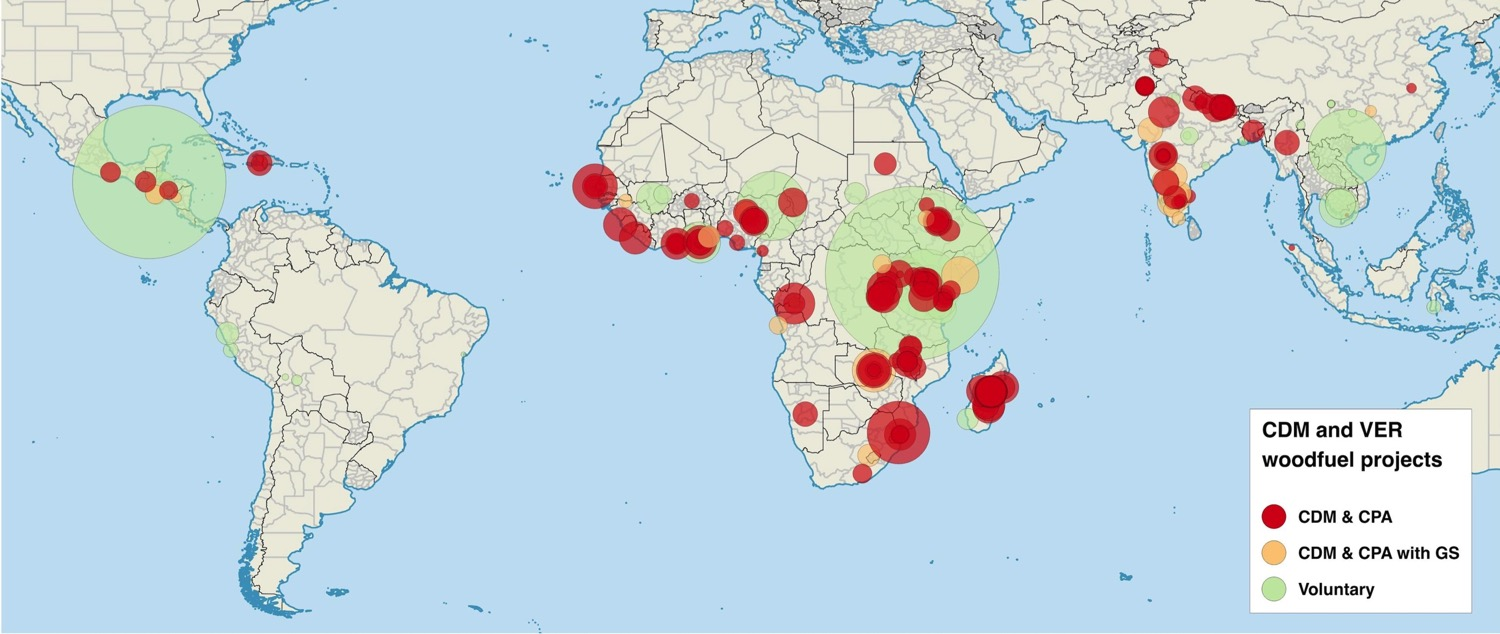 CDM and VER
woodfuel projects
CDM & CPA
CDM & CPA with GS
Voluntary